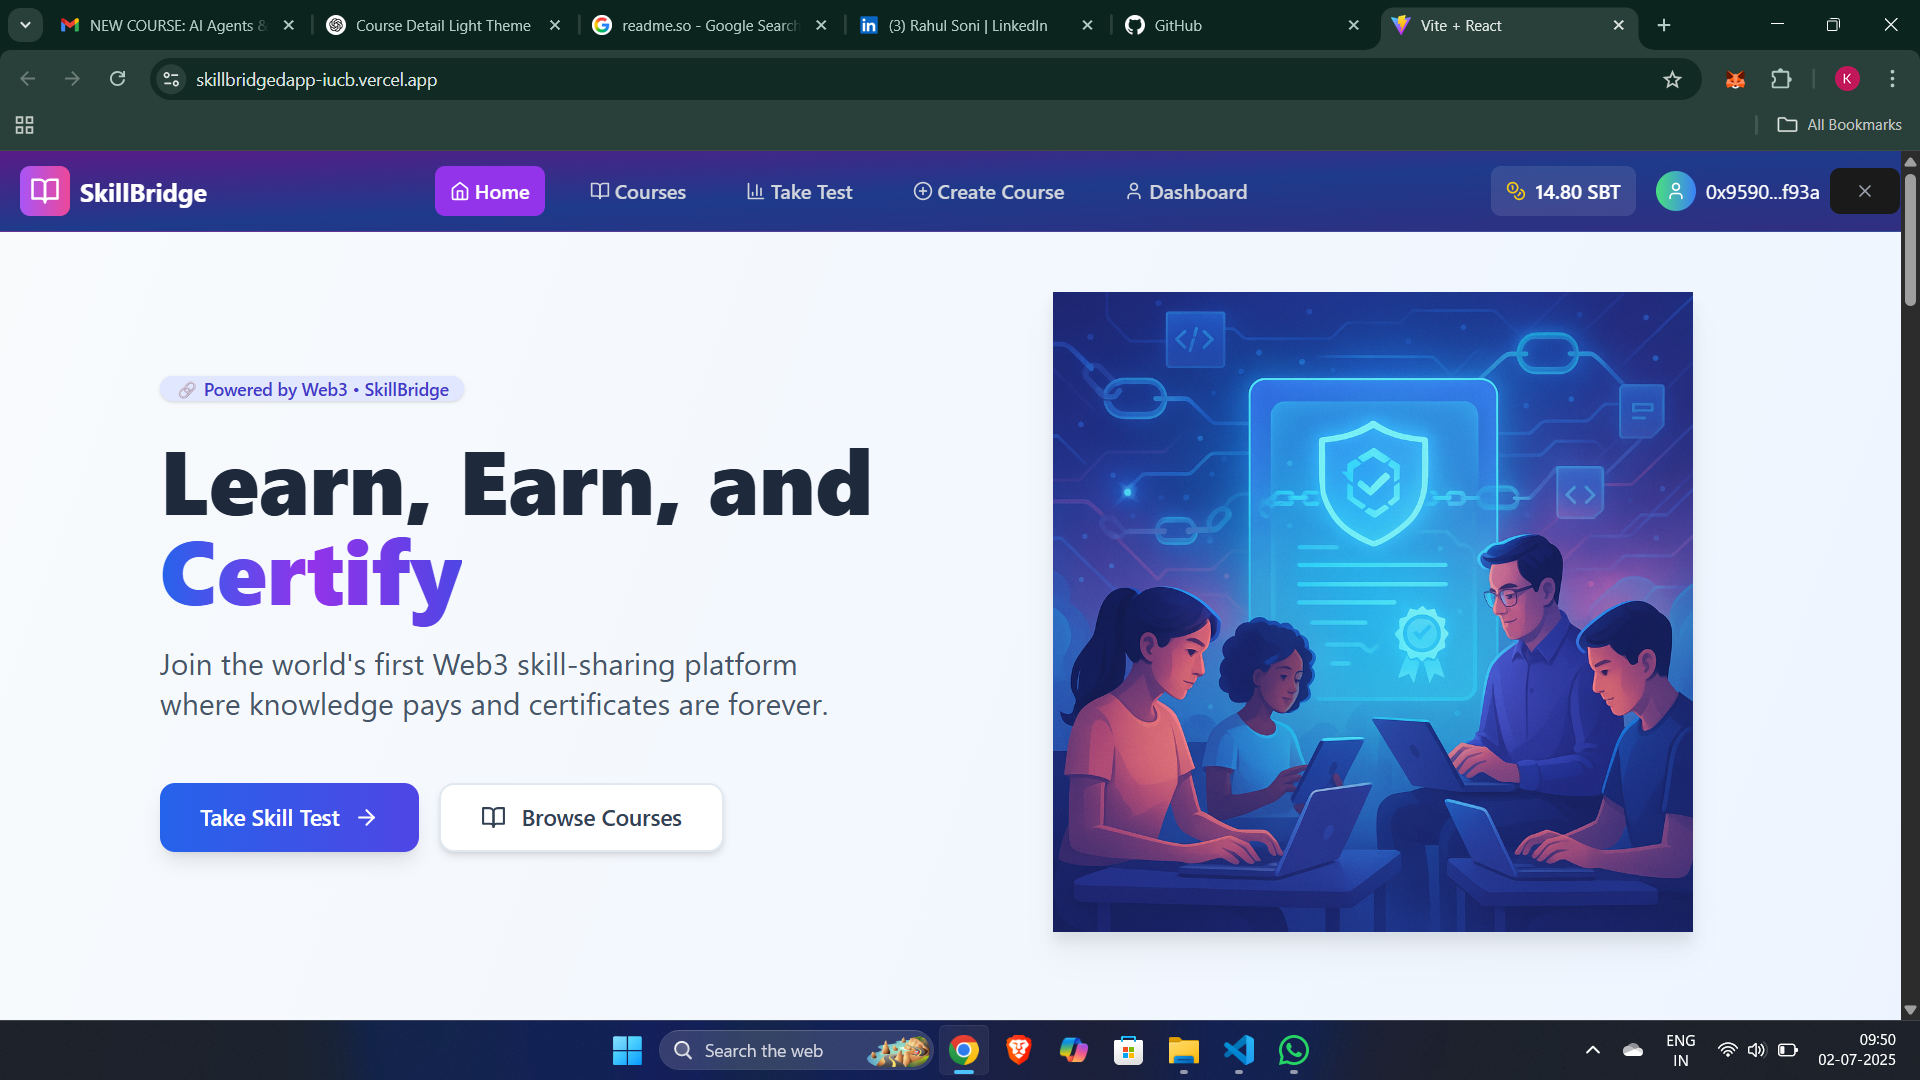 NEW COURSE: AI Agents &
Course Detail Light Theme
readme.so - Google Search
(3) Rahul Soni | LinkedIn
GitHub
Vite + React
skillbridgedapp-iucb.vercel.app
K
All Bookmarks
SkillBridge
Home
Courses
Take Test
Create Course
Dashboard
14.80 SBT
0x9590...f93a
Powered by Web3 • SkillBridge
Learn, Earn, and
Certify
Join the world's first Web3 skill-sharing platform
where knowledge pays and certificates are forever.
Take Skill Test
Browse Courses
</>
<>
Search the web
ENG
IN
09:50
02-07-2025